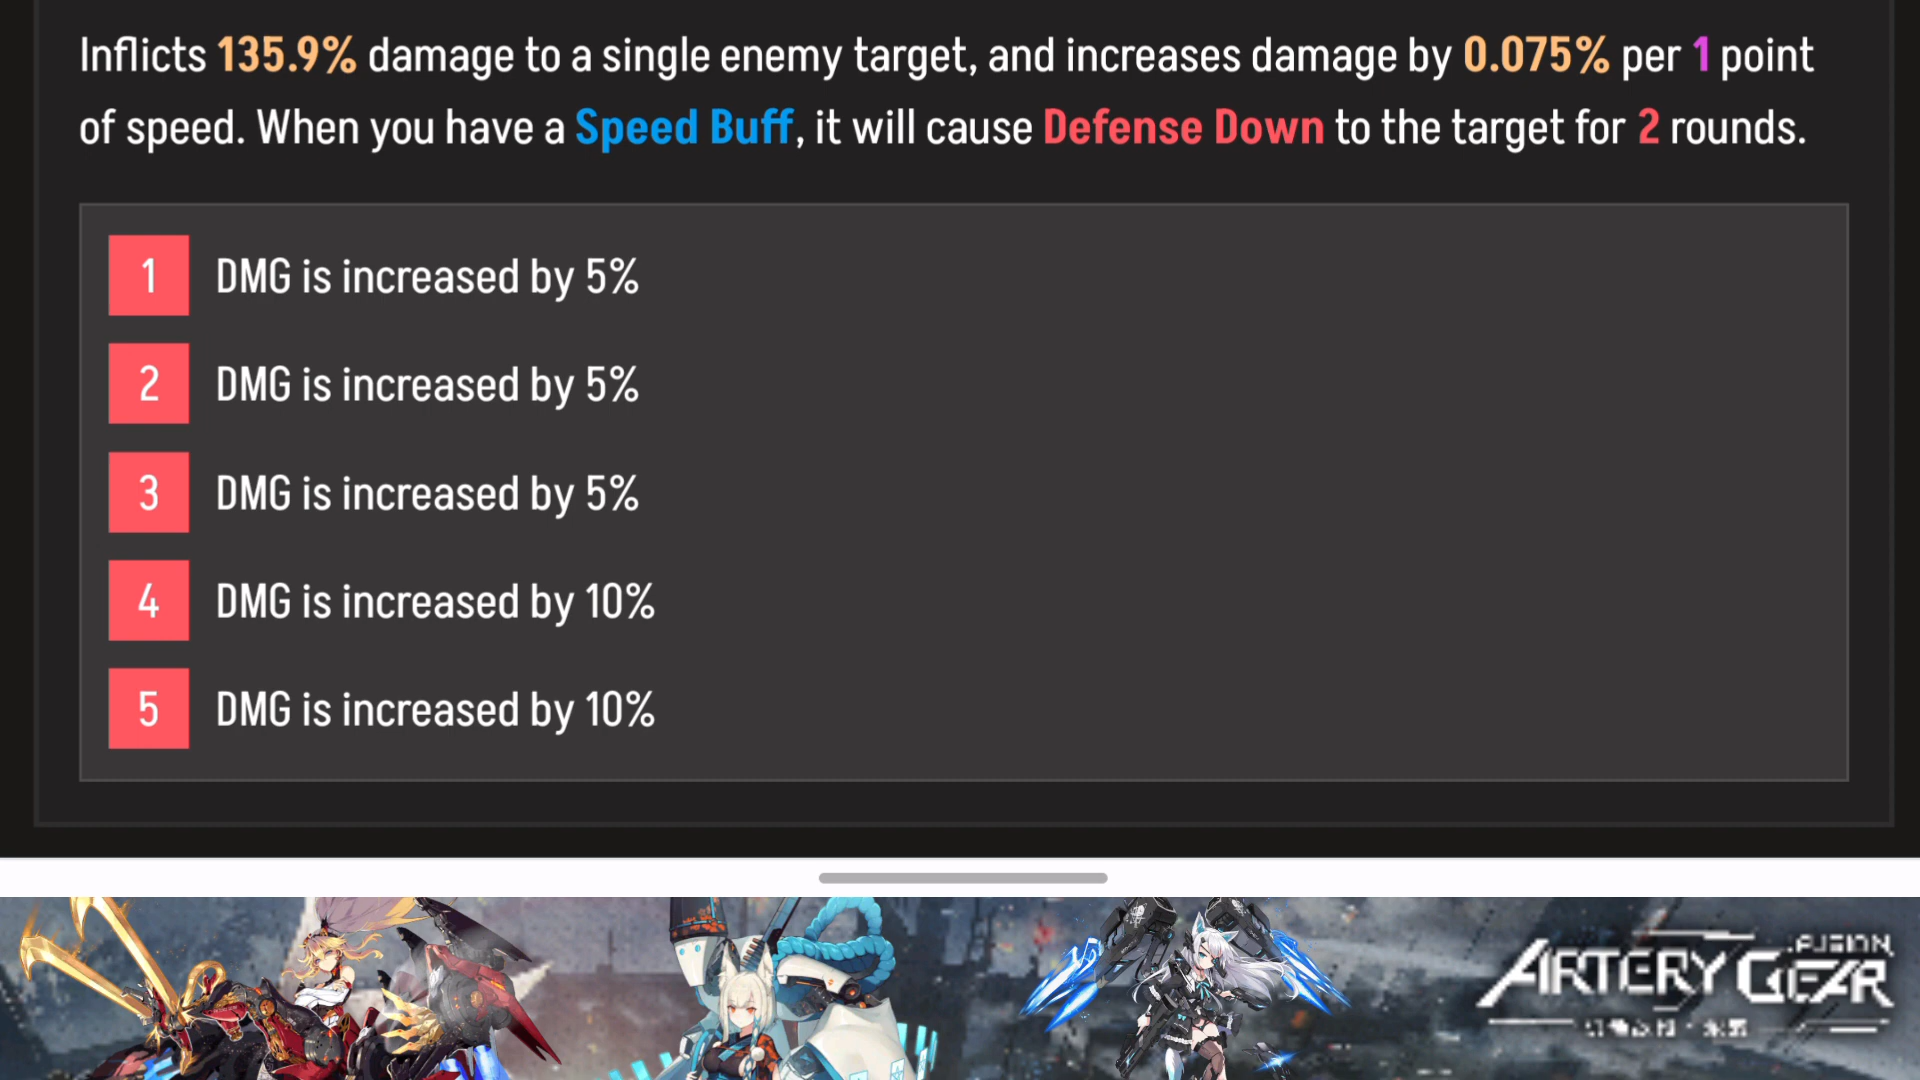 Inflicts 135.9% damage to a single enemy target, and increases damage by 0.075% per 1 point
of speed. When you have a Speed Buff, it will cause Defense Down to the target for 2 rounds.
1 DMG is increased by 5%
2 DMG is increased by 5%
3 DMG is increased by 5%
4 DMG is increased by 10%
5 DMG is increased by 10%
FUSION
ARTERY GEAR